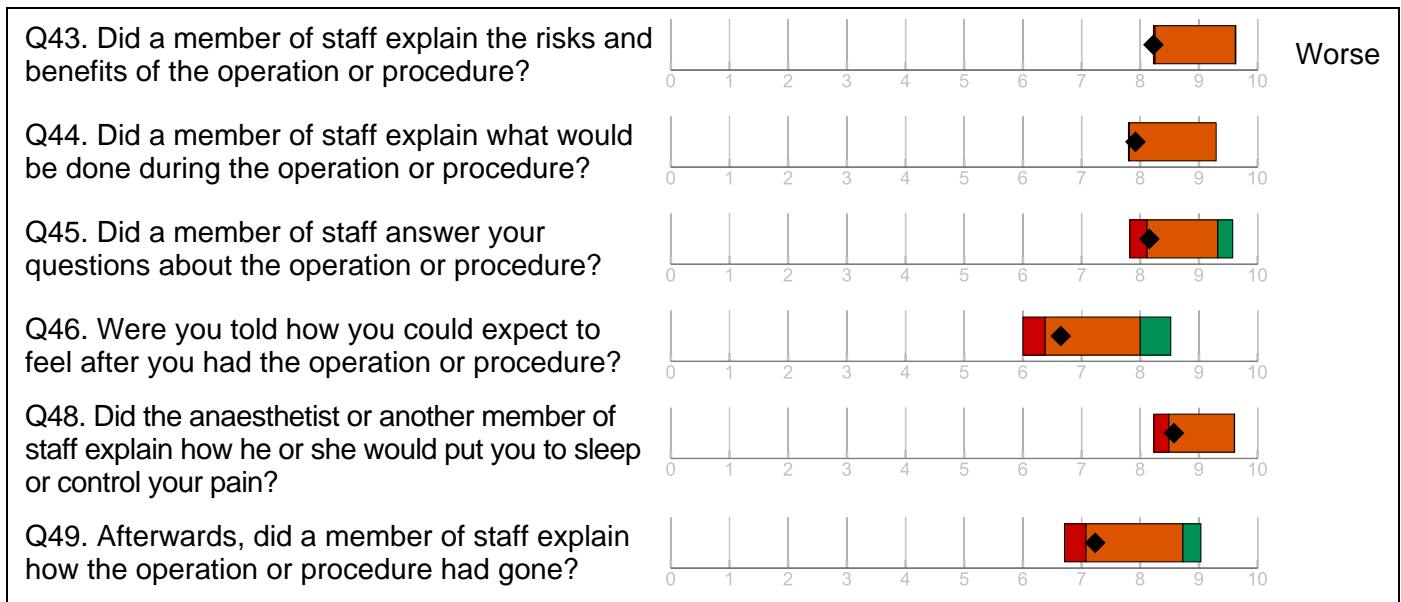 Q43. Did a member of staff explain the risks and
benefits of the operation or procedure?
0 1 2 3 4 5 6 7 8 9 10
Worse
Q44. Did a member of staff explain what would
be done during the operation or procedure?
0 1 2 3 4 5 6 7 8 9 10
Q45. Did a member of staff answer your
questions about the operation or procedure?
0 1 2 3 4 5 6 7 8 9 10
Q46. Were you told how you could expect to
feel after you had the operation or procedure?
0 1 2 3 4 5 6 7 8 9 10
Q48. Did the anaesthetist or another member of
staff explain how he or she would put you to sleep
or control your pain?
0 1 2 3 4 5 6 7 8 9 10
Q49. Afterwards, did a member of staff explain
how the operation or procedure had gone?
0 1 2 3 4 5 6 7 8 9 10